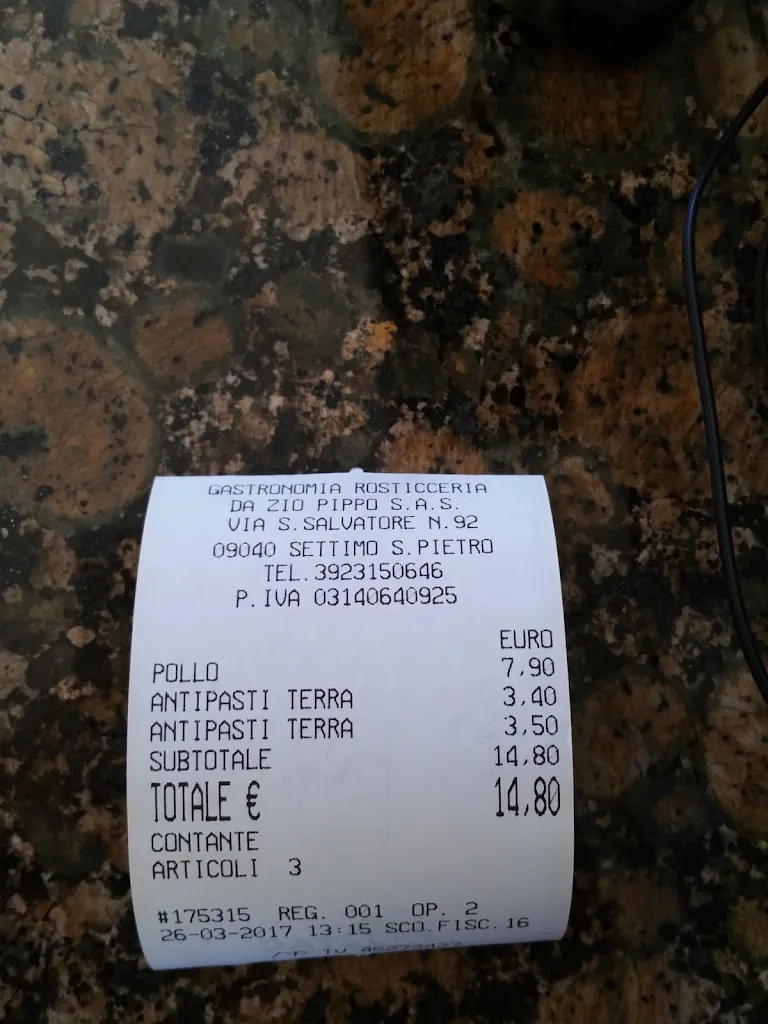 GASTRONOMIA ROSTICCERIA
DA ZIO PIPPO S.A.S.
VIA S.SALVATORE N.92
09040 SETTIMO S.PIETRO
TEL.3923150646
P.IVA 03140640925
EURO
POLLO 7,90
ANTIPASTI TERRA 3,40
ANTIPASTI TERRA 3,50
SUBTOTALE 14,80
TOTALE € 14,80
CONTANTE
ARTICOLI 3
#175315 REG. 001 OP. 2
26-03-2017 13:15 SCO.FISC.16